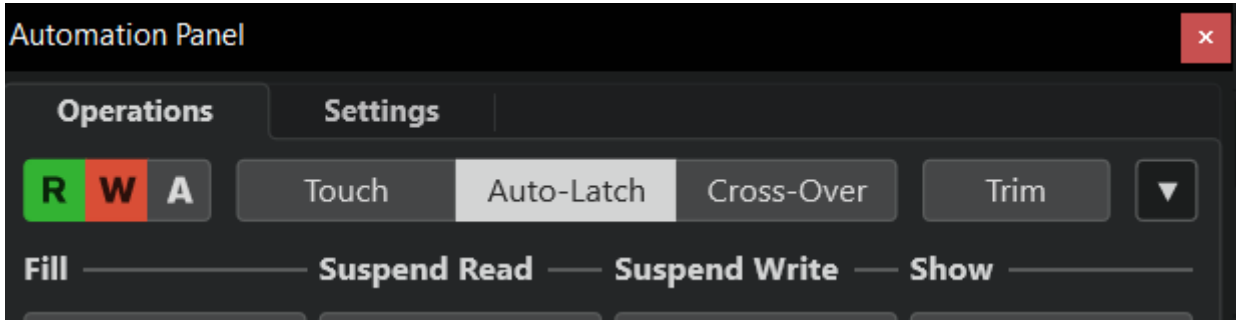 Automation Panel
Operations Settings
R W A Touch Auto-Latch Cross-Over Trim
Fill Suspend Read Suspend Write Show